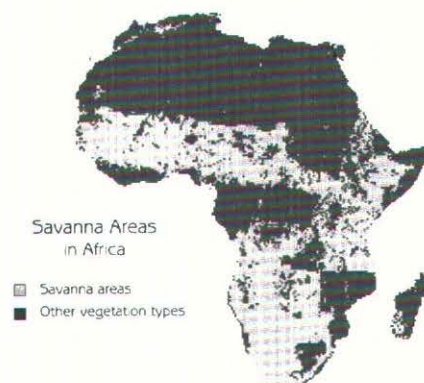 Savanna Areas
in Africa
Savanna areas
Other vegetation types